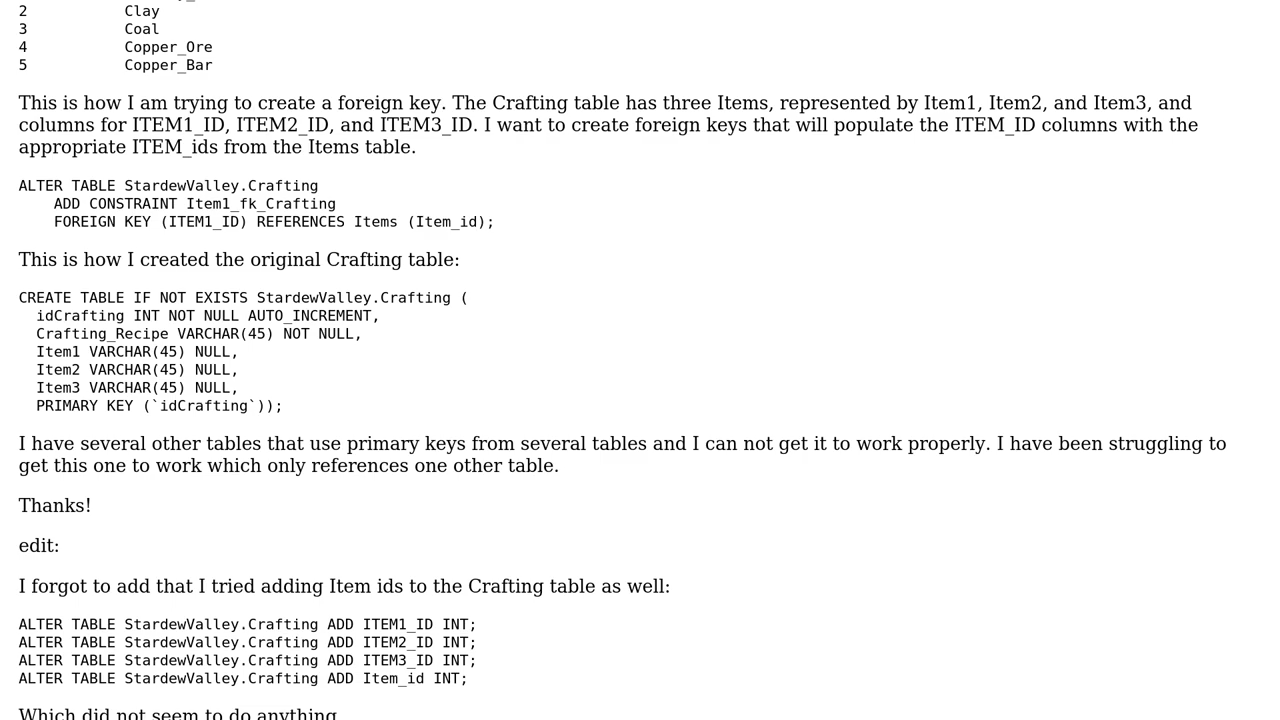 2           Clay
3           Coal
4           Copper_Ore
5           Copper_Bar
This is how I am trying to create a foreign key. The Crafting table has three Items, represented by Item1, Item2, and Item3, and
columns for ITEM1_ID, ITEM2_ID, and ITEM3_ID. I want to create foreign keys that will populate the ITEM_ID columns with the
appropriate ITEM_ids from the Items table.
ALTER TABLE StardewValley.Crafting
    ADD CONSTRAINT Item1_fk_Crafting
    FOREIGN KEY (ITEM1_ID) REFERENCES Items (Item_id);
This is how I created the original Crafting table:
CREATE TABLE IF NOT EXISTS StardewValley.Crafting (
  idCrafting INT NOT NULL AUTO_INCREMENT,
  Crafting_Recipe VARCHAR(45) NOT NULL,
  Item1 VARCHAR(45) NULL,
  Item2 VARCHAR(45) NULL,
  Item3 VARCHAR(45) NULL,
  PRIMARY KEY (`idCrafting`));
I have several other tables that use primary keys from several tables and I can not get it to work properly. I have been struggling to
get this one to work which only references one other table.
Thanks!
edit:
I forgot to add that I tried adding Item ids to the Crafting table as well:
ALTER TABLE StardewValley.Crafting ADD ITEM1_ID INT;
ALTER TABLE StardewValley.Crafting ADD ITEM2_ID INT;
ALTER TABLE StardewValley.Crafting ADD ITEM3_ID INT;
ALTER TABLE StardewValley.Crafting ADD Item_id INT;
Which did not seem to do anything